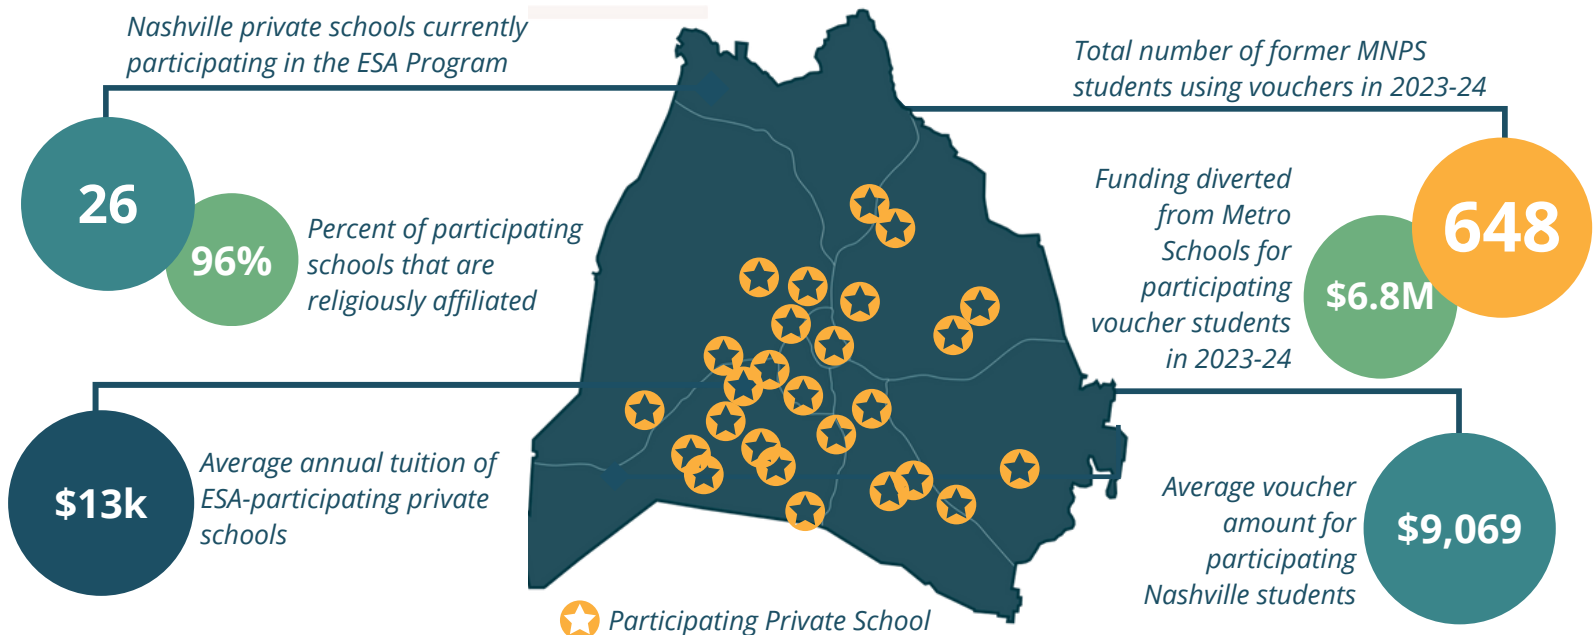 Nashville private schools currently
participating in the ESA Program
26
96%
Percent of participating
schools that are
religiously affiliated
$13k
Average annual tuition of
ESA-participating private
schools
Total number of former MNPS
students using vouchers in 2023-24
648
Funding diverted
from Metro
Schools for
participating
voucher students
in 2023-24
$6.8M
Average voucher
amount for
participating
Nashville students
$9,069
Participating Private School